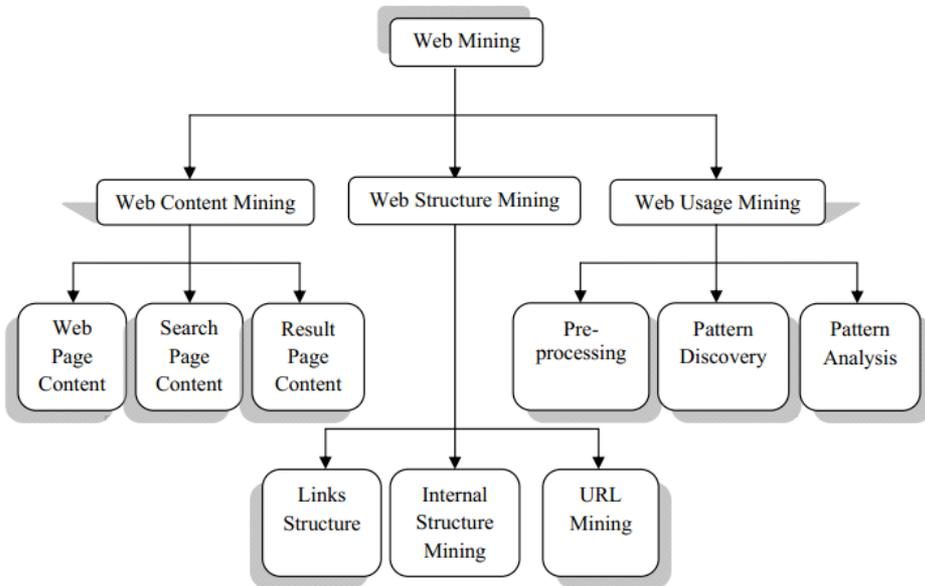 Web Mining
Web Content Mining
Web Structure Mining
Web Usage Mining
Web
Page
Content
Search
Page
Content
Result
Page
Content
Pre-
processing
Pattern
Discovery
Pattern
Analysis
Links
Structure
Internal
Structure
Mining
URL
Mining